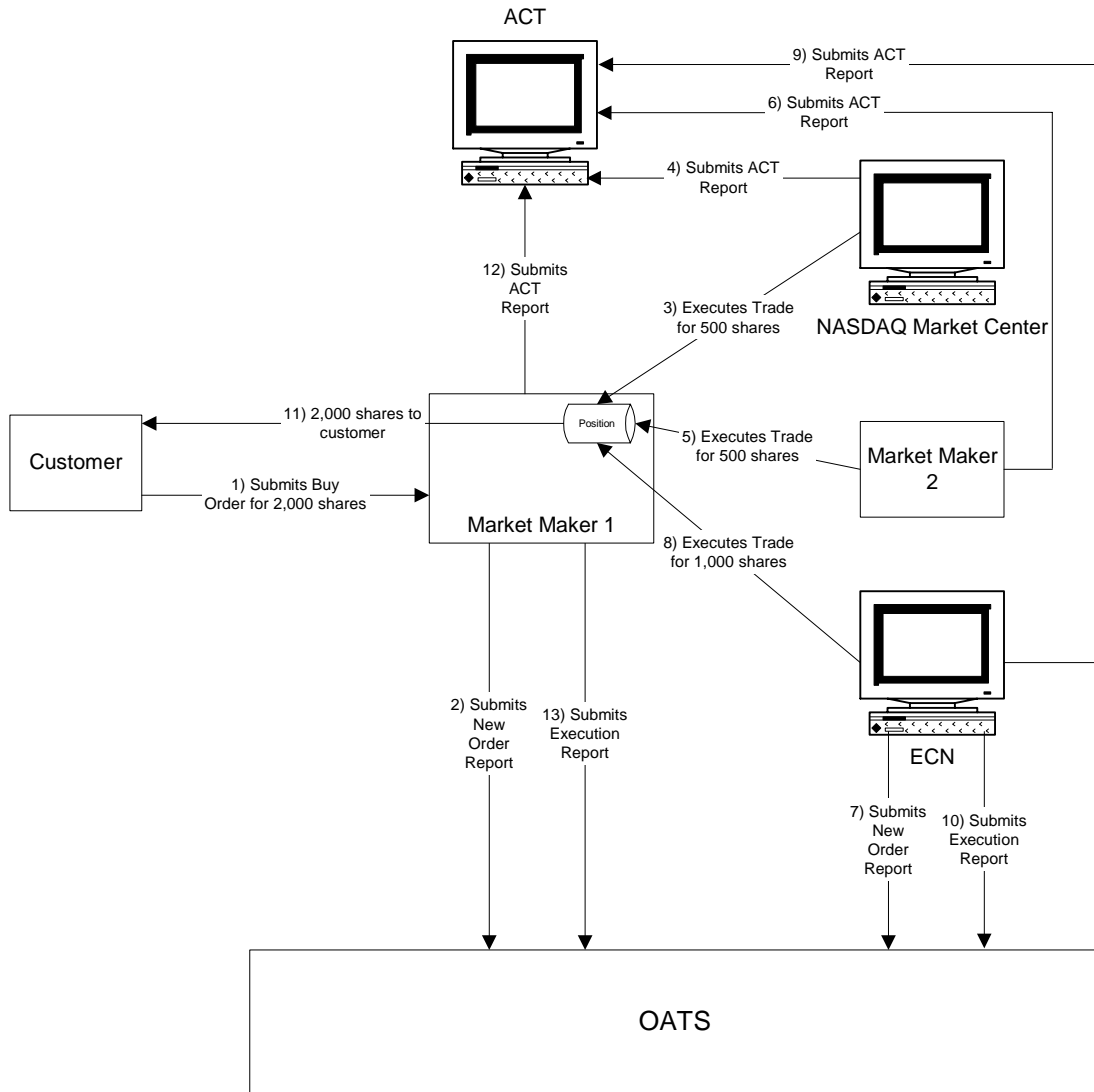 ACT
9) Submits ACT
Report
6) Submits ACT
Report
4) Submits ACT
Report
12) Submits
ACT
Report
3) Executes Trade
for 500 shares
NASDAQ Market Center
11) 2,000 shares to
customer
Position
5) Executes Trade
for 500 shares
Customer
Market Maker
2
1) Submits Buy
Order for 2,000 shares
Market Maker 1
8) Executes Trade
for 1,000 shares
2) Submits
New
Order
Report
13) Submits
Execution
Report
ECN
7) Submits
New
Order
Report
10) Submits
Execution
Report
OATS